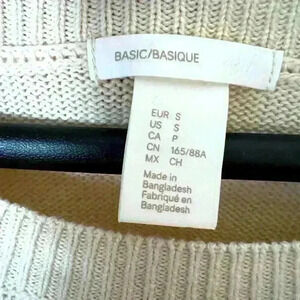 BASIC/BASIQUE
EUR S
US S
CA P
CN 165/88A
MX CH
Made in
Bangladesh
Fabriqué en
Bangladesh